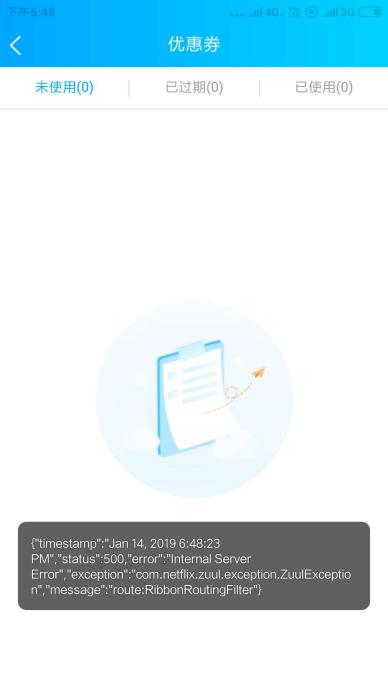 下午5:48 4G VoLTE R 3G
优惠券
未使用(0) 已过期(0) 已使用(0)
{"timestamp":"Jan 14, 2019 6:48:23
PM","status":500,"error":"Internal Server
Error","exception":"com.netflix.zuul.exception.ZuulExceptio
n","message":"route:RibbonRoutingFilter"}